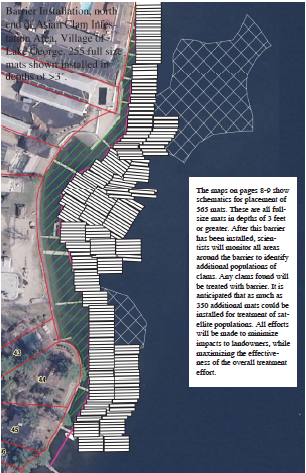 Barrier Installation, north
end of Asian Clam Infes-
tation Area, Village of
Lake George. 255 full size
mats shown installed in
depths of >3'.
The maps on pages 8-9 show
schematics for placement of
565 mats. These are all full-
size mats in depths of 3 feet
or greater. After this barrier
has been installed, scien-
tists will monitor all areas
around the barrier to identify
additional populations of
clams. Any clams found will
be treated with barrier. It is
anticipated that as much as
350 additional mats could be
installed for treatment of sat-
ellite populations. All efforts
will be made to minimize
impacts to landowners, while
maximizing the effective-
ness of the overall treatment
effort.
43
44
45